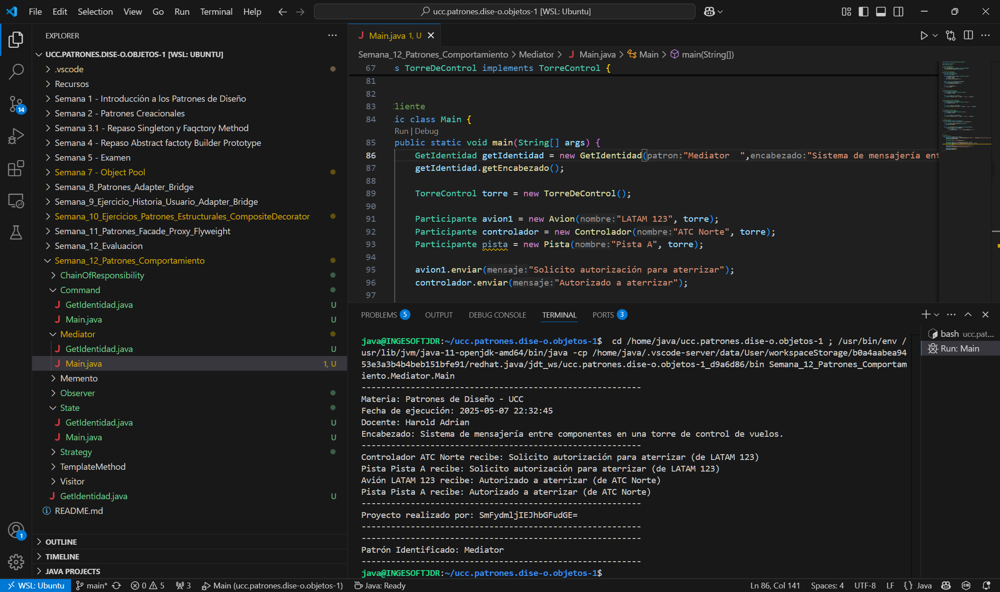 File Edit Selection View Go Run Terminal Help
ucc.patrones.dise-o.objetos-1 [WSL: Ubuntu]
EXPLORER
UCC.PATRONES.DISE-O.OBJETOS-1 [WSL: UBUNTU]
.vscode
Recursos
Semana 1 - Introducción a los Patrones de Diseño
Semana 2 - Patrones Creacionales
Semana 3.1 - Repaso Singleton y Faqctory Method
Semana 4 - Repaso Abstract factoty Builder Prototype
Semana 5 - Examen
Semana 7 - Object Pool
Semana_8_Patrones_Adapter_Bridge
Semana_9_Ejercicio_Historia_Usuario_Adapter_Bridge
Semana_10_Ejercicios_Patrones_Estructurales_CompositeDecorator
Semana_11_Patrones_Facade_Proxy_Flyweight
Semana_12_Evaluacion
Semana_12_Patrones_Comportamiento
ChainOfResponsibility
Command
GetIdentidad.java U
Main.java U
Mediator
GetIdentidad.java U
Main.java 1, U
Memento
Observer
State
GetIdentidad.java U
Main.java U
Strategy
TemplateMethod
Visitor
GetIdentidad.java U
README.md
OUTLINE
TIMELINE
JAVA PROJECTS
14
1
Main.java 1, U
Semana_12_Patrones_Comportamiento > Mediator > Main.java > Main > main(String[])
67 s TorreDeControl implements TorreControl {
81
82
83 liente
84 ic class Main {
Run | Debug
85 public static void main(String[] args) {
86 GetIdentidad getIdentidad = new GetIdentidad(patron:"Mediator  ",encabezado:"Sistema de mensajería ent
87 getIdentidad.getEncabezado();
88
89 TorreControl torre = new TorreDeControl();
90
91 Participante avion1 = new Avion(nombre:"LATAM 123", torre);
92 Participante controlador = new Controlador(nombre:"ATC Norte", torre);
93 Participante pista = new Pista(nombre:"Pista A", torre);
94
95 avion1.enviar(mensaje:"Solicito autorización para aterrizar");
96 controlador.enviar(mensaje:"Autorizado a aterrizar");
97
PROBLEMS 5 OUTPUT DEBUG CONSOLE TERMINAL PORTS 3
bash ucc.pat...
Run: Main
java@INGESOFTJDR:~/ucc.patrones.dise-o.objetos-1$  cd /home/java/ucc.patrones.dise-o.objetos-1 ; /usr/bin/env /
usr/lib/jvm/java-11-openjdk-amd64/bin/java -cp /home/java/.vscode-server/data/User/workspaceStorage/b0a4aabea94
53e3a3b4b4beb151bfe91/redhat.java/jdt_ws/ucc.patrones.dise-o.objetos-1_d9a6d86/bin Semana_12_Patrones_Comportam
iento.Mediator.Main
---------------------------------------------------------
Materia: Patrones de Diseño - UCC
Fecha de ejecución: 2025-05-07 22:32:45
Docente: Harold Adrian
Encabezado: Sistema de mensajería entre componentes en una torre de control de vuelos.
---------------------------------------------------------
Controlador ATC Norte recibe: Solicito autorización para aterrizar (de LATAM 123)
Pista Pista A recibe: Solicito autorización para aterrizar (de LATAM 123)
Avión LATAM 123 recibe: Autorizado a aterrizar (de ATC Norte)
Pista Pista A recibe: Autorizado a aterrizar (de ATC Norte)
---------------------------------------------------------
Proyecto realizado por: SmFydmljIEJhbGFudGE=
---------------------------------------------------------
---------------------------------------------------------
Patrón Identificado: Mediator
---------------------------------------------------------
java@INGESOFTJDR:~/ucc.patrones.dise-o.objetos-1$
WSL: Ubuntu main* 0 5 3 Main (ucc.patrones.dise-o.objetos-1) Java: Ready Ln 86, Col 141 Spaces: 4 UTF-8 LF {} Java